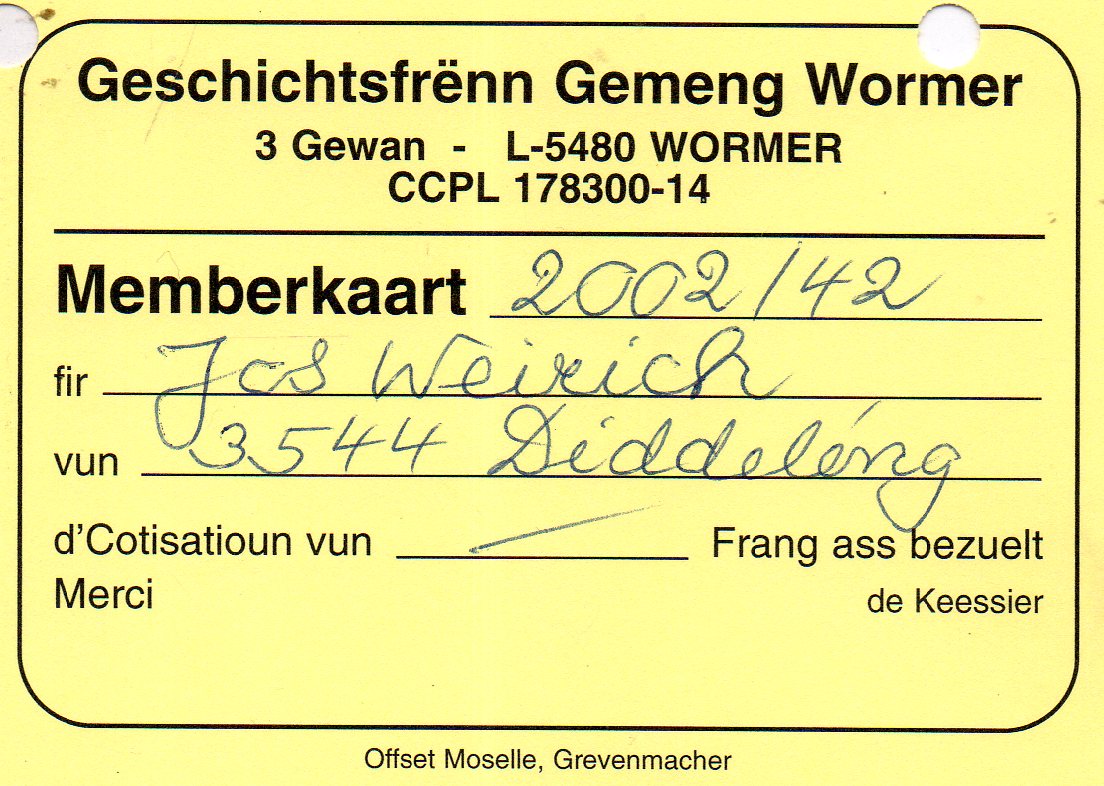 Geschichtsfrënn Gemeng Wormer
3 Gewan - L-5480 WORMER
CCPL 178300-14
Memberkaart 2002/42
fir Jos Weirich
vun 3544 Diddeléng
d'Cotisatioun vun — Frang ass bezuelt
Merci de Keessier
Offset Moselle, Grevenmacher